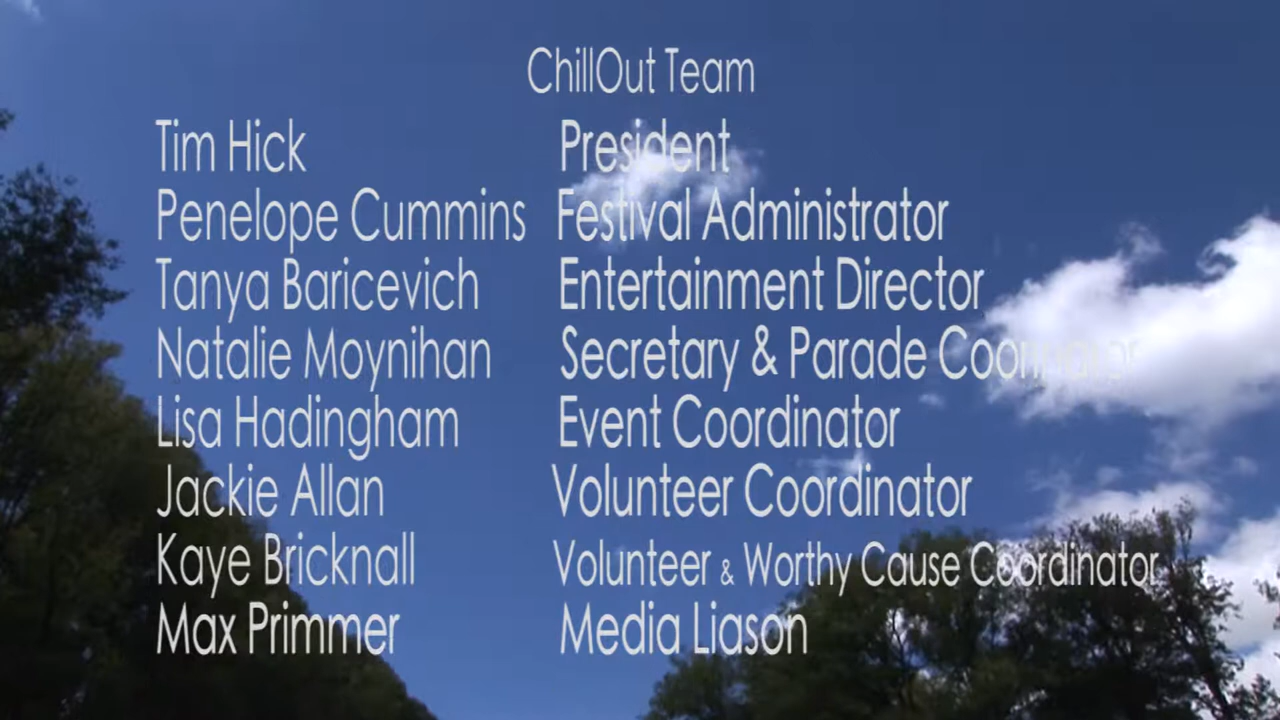 ChillOut Team
Tim Hick President
Penelope Cummins Festival Administrator
Tanya Baricevich Entertainment Director
Natalie Moynihan Secretary & Parade Coordinator
Lisa Hadingham Event Coordinator
Jackie Allan Volunteer Coordinator
Kaye Bricknall Volunteer & Worthy Cause Coordinator
Max Primmer Media Liason